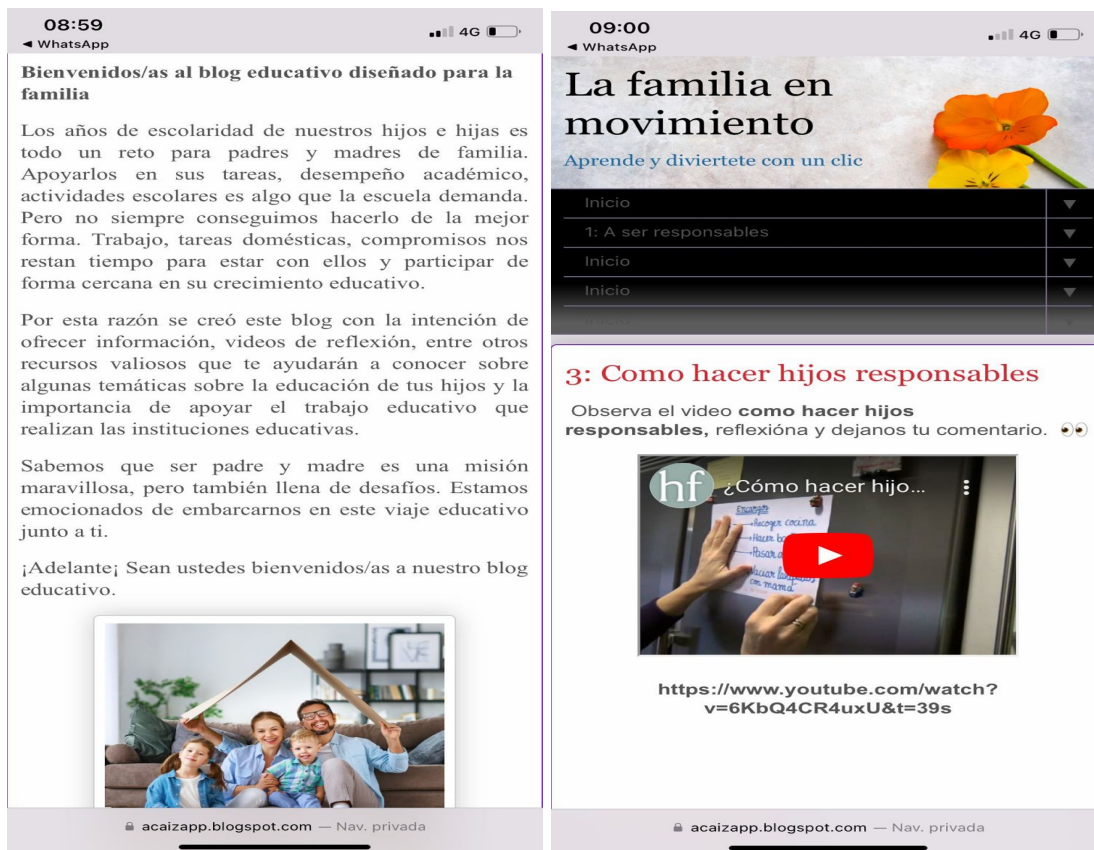 08:59
4G
◄ WhatsApp
Bienvenidos/as al blog educativo diseñado para la
familia
Los años de escolaridad de nuestros hijos e hijas es
todo un reto para padres y madres de familia.
Apoyarlos en sus tareas, desempeño académico,
actividades escolares es algo que la escuela demanda.
Pero no siempre conseguimos hacerlo de la mejor
forma. Trabajo, tareas domésticas, compromisos nos
restan tiempo para estar con ellos y participar de
forma cercana en su crecimiento educativo.
Por esta razón se creó este blog con la intención de
ofrecer información, videos de reflexión, entre otros
recursos valiosos que te ayudarán a conocer sobre
algunas temáticas sobre la educación de tus hijos y la
importancia de apoyar el trabajo educativo que
realizan las instituciones educativas.
Sabemos que ser padre y madre es una misión
maravillosa, pero también llena de desafíos. Estamos
emocionados de embarcarnos en este viaje educativo
junto a ti.
¡Adelante¡ Sean ustedes bienvenidos/as a nuestro blog
educativo.
acaizapp.blogspot.com — Nav. privada
09:00
4G
◄ WhatsApp
La familia en
movimiento
Aprende y diviertete con un clic
Inicio
1: A ser responsables
Inicio
Inicio
3: Como hacer hijos responsables
Observa el video como hacer hijos
responsables, reflexióna y dejanos tu comentario. 👀
hf ¿Cómo hacer hijo...
Encargos
Recoger cocina
Hacer
Pasar
Vaciar
con mamá
https://www.youtube.com/watch?
v=6KbQ4CR4uxU&t=39s
acaizapp.blogspot.com — Nav. privada